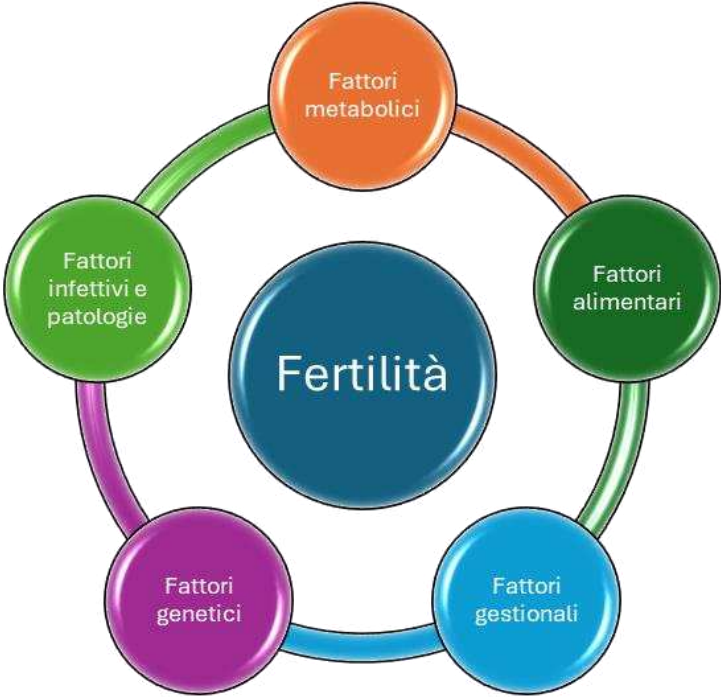 Fattori
metabolici
Fattori
infettivi e
patologie
Fattori
alimentari
Fertilità
Fattori
genetici
Fattori
gestionali